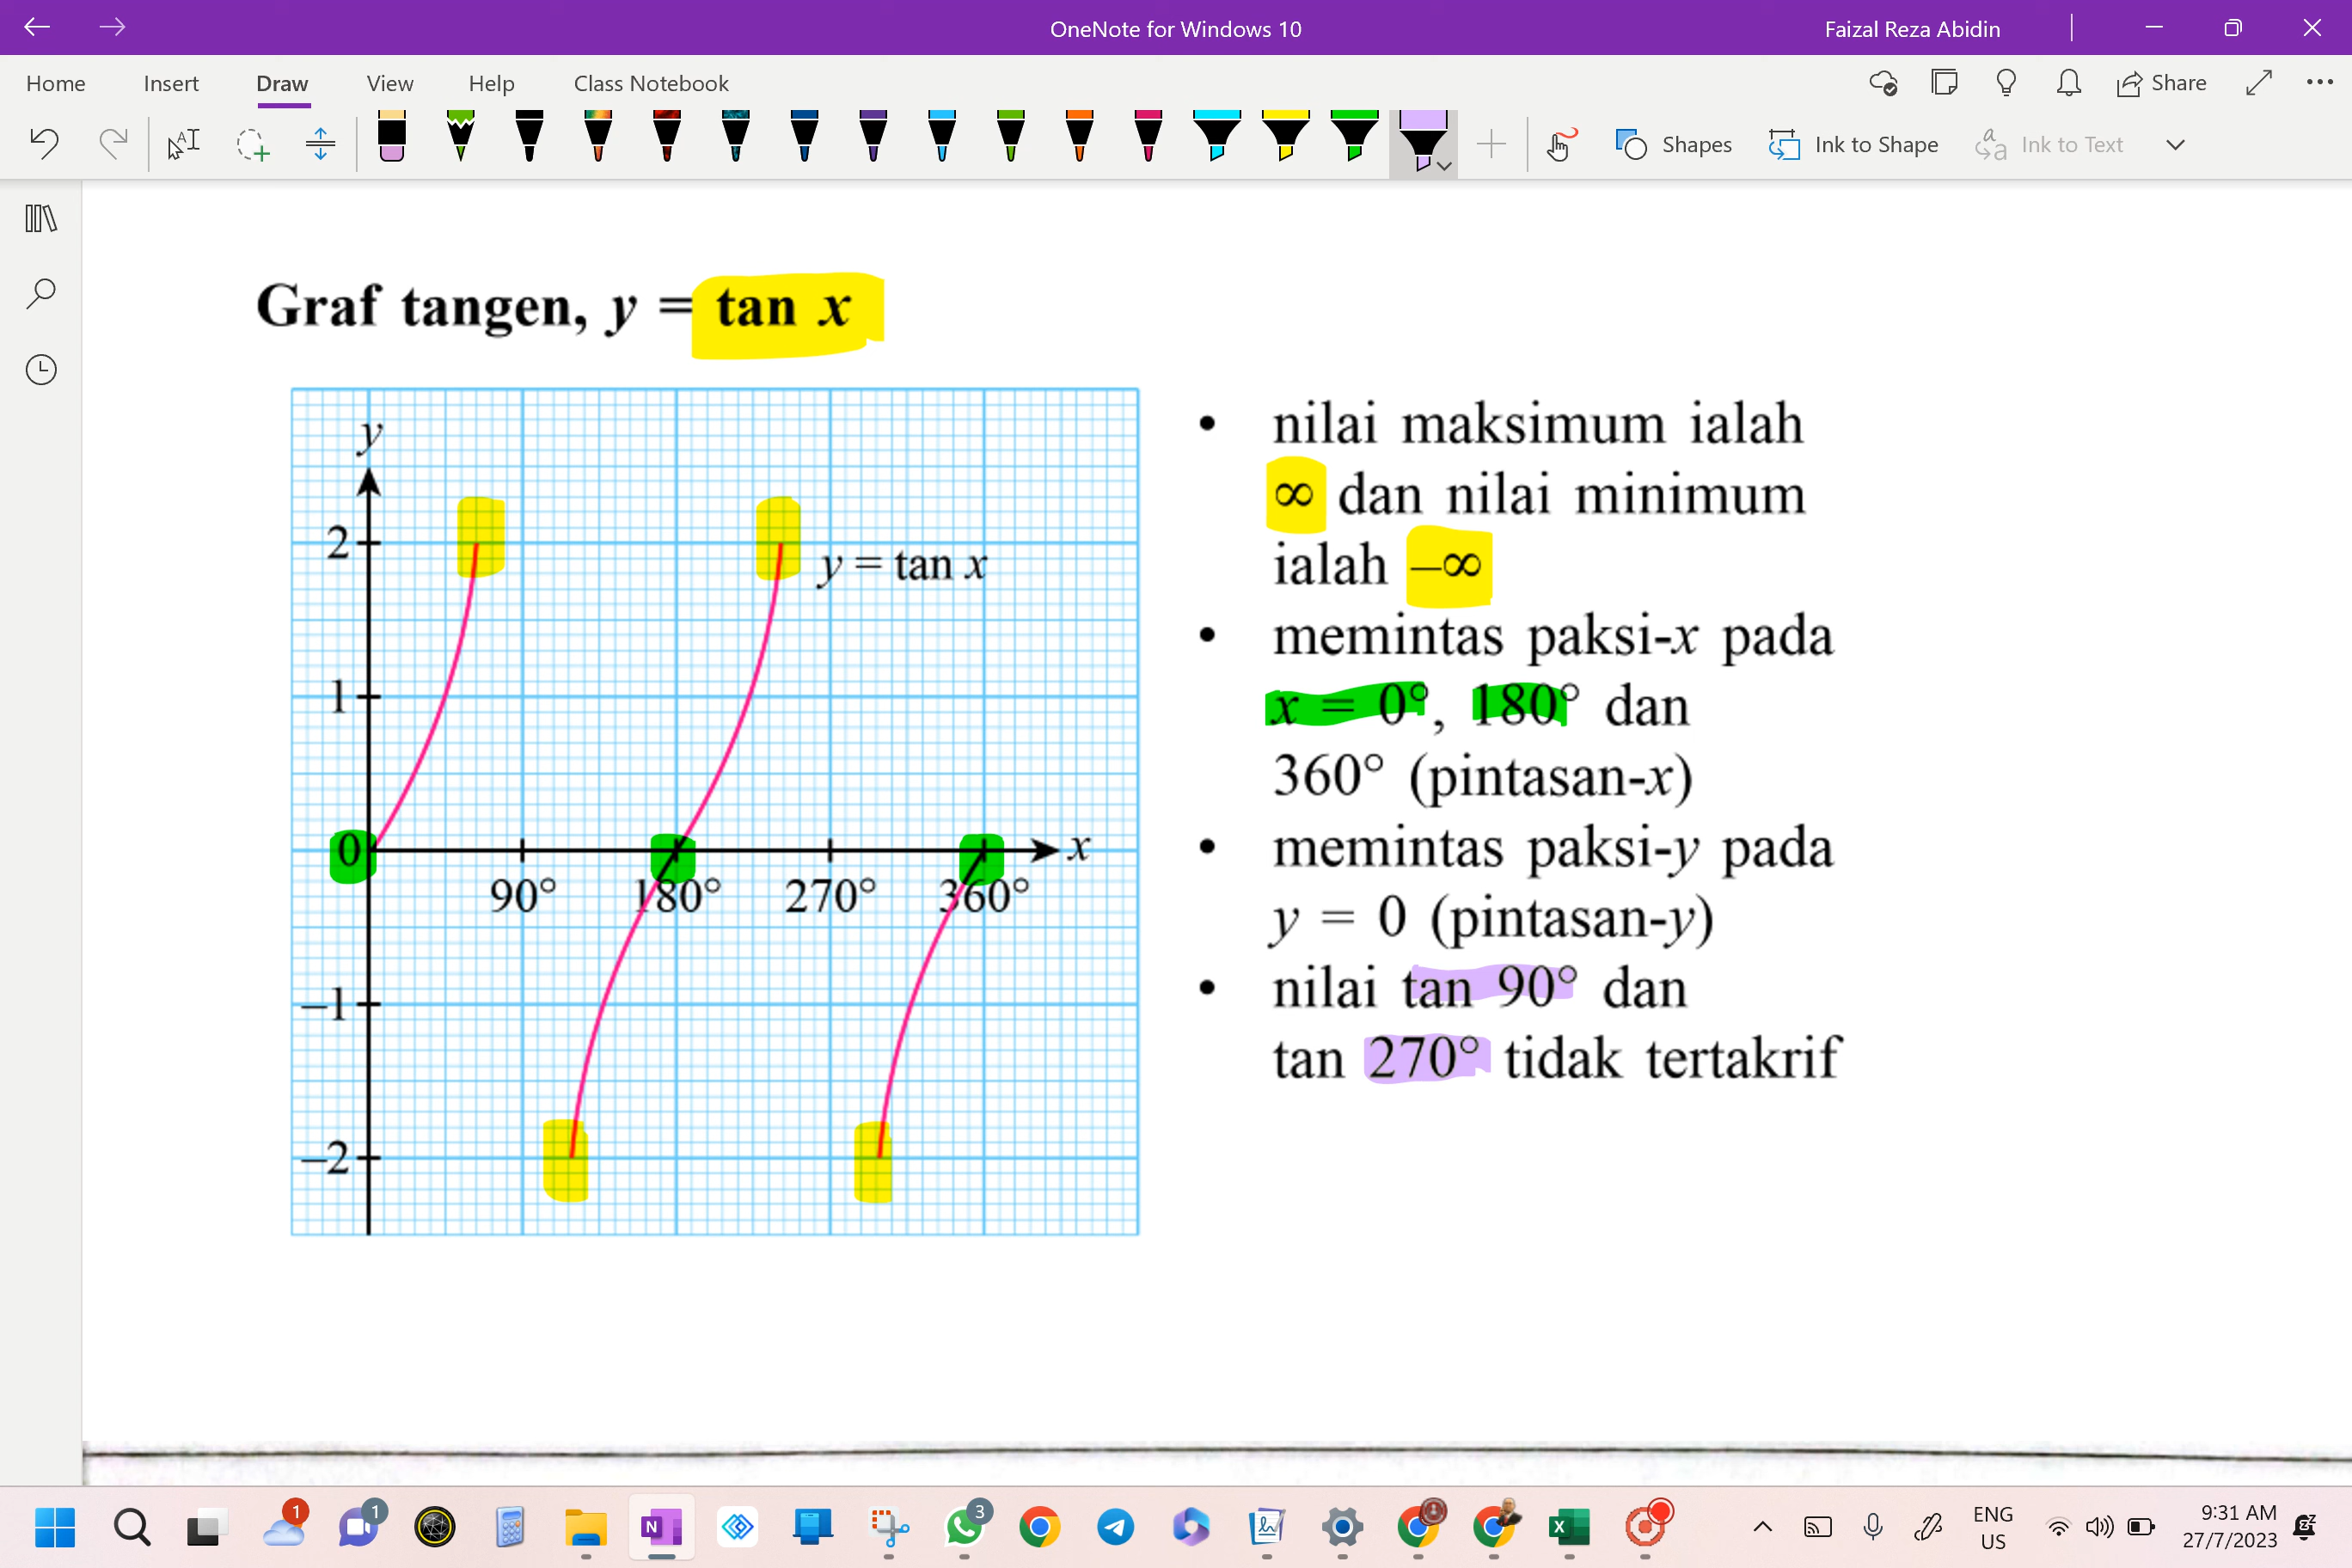 OneNote for Windows 10
Faizal Reza Abidin
Home Insert Draw View Help Class Notebook
Share
Shapes Ink to Shape Ink to Text
Graf tangen, y = tan x
y
2
1
0
−1
−2
90° 180° 270° 360°
x
y = tan x
• nilai maksimum ialah
∞ dan nilai minimum
ialah −∞
• memintas paksi-x pada
x = 0°, 180° dan
360° (pintasan-x)
• memintas paksi-y pada
y = 0 (pintasan-y)
• nilai tan 90° dan
tan 270° tidak tertakrif
1
1
3
ENG
US
9:31 AM
27/7/2023